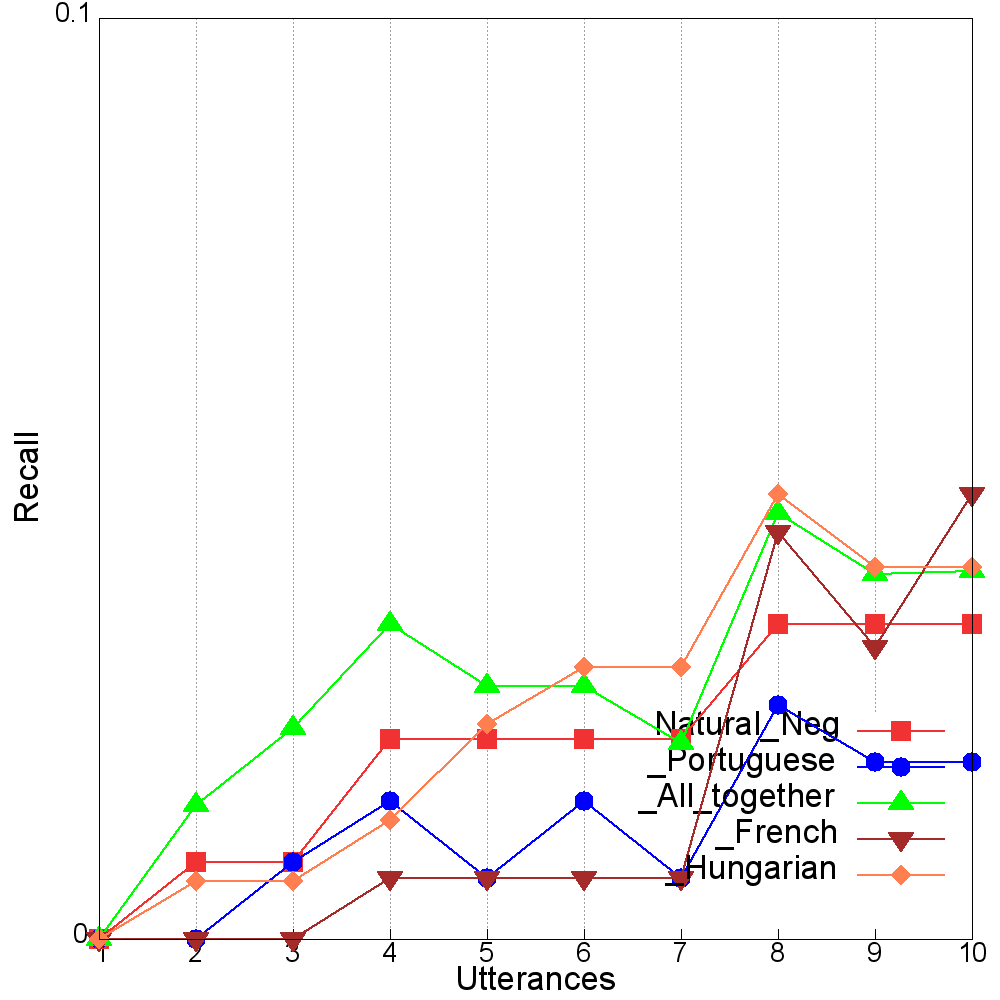 0.1
Recall
Natural_Neg
_Portuguese
_All_together
_French
_Hungarian
0
1 2 3 4 5 6 7 8 9 10
Utterances